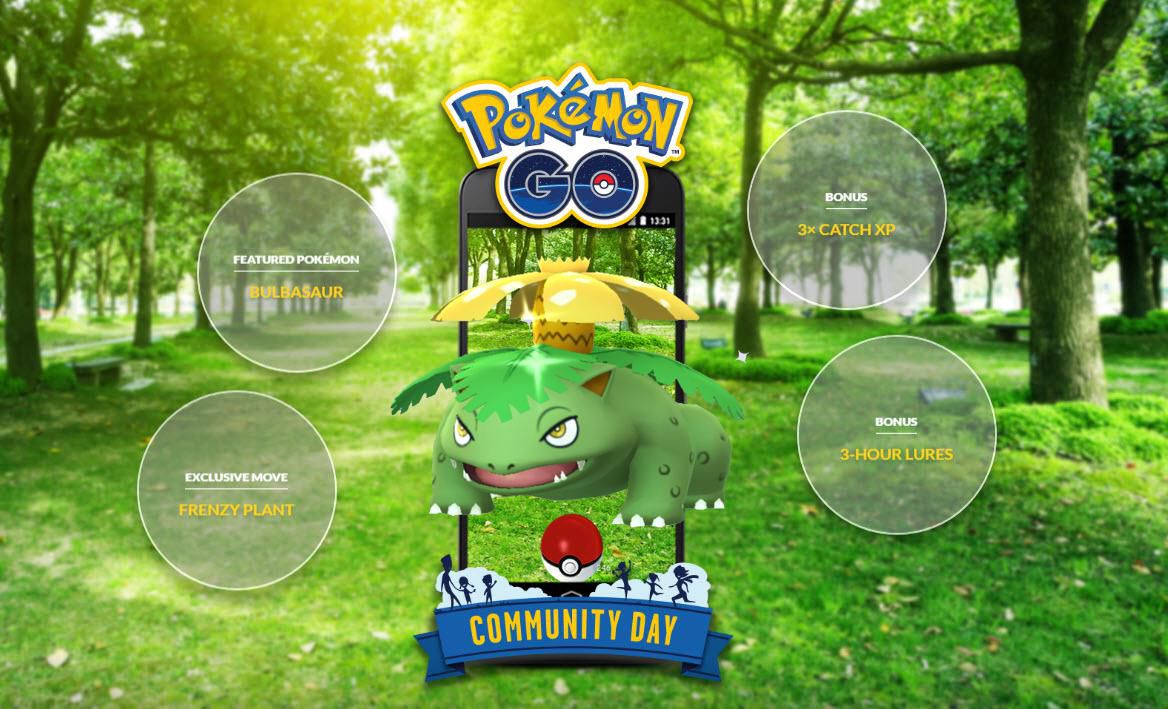 POKéMON
™
GO
13:31
FEATURED POKÉMON
BULBASAUR
EXCLUSIVE MOVE
FRENZY PLANT
BONUS
3× CATCH XP
BONUS
3-HOUR LURES
COMMUNITY DAY